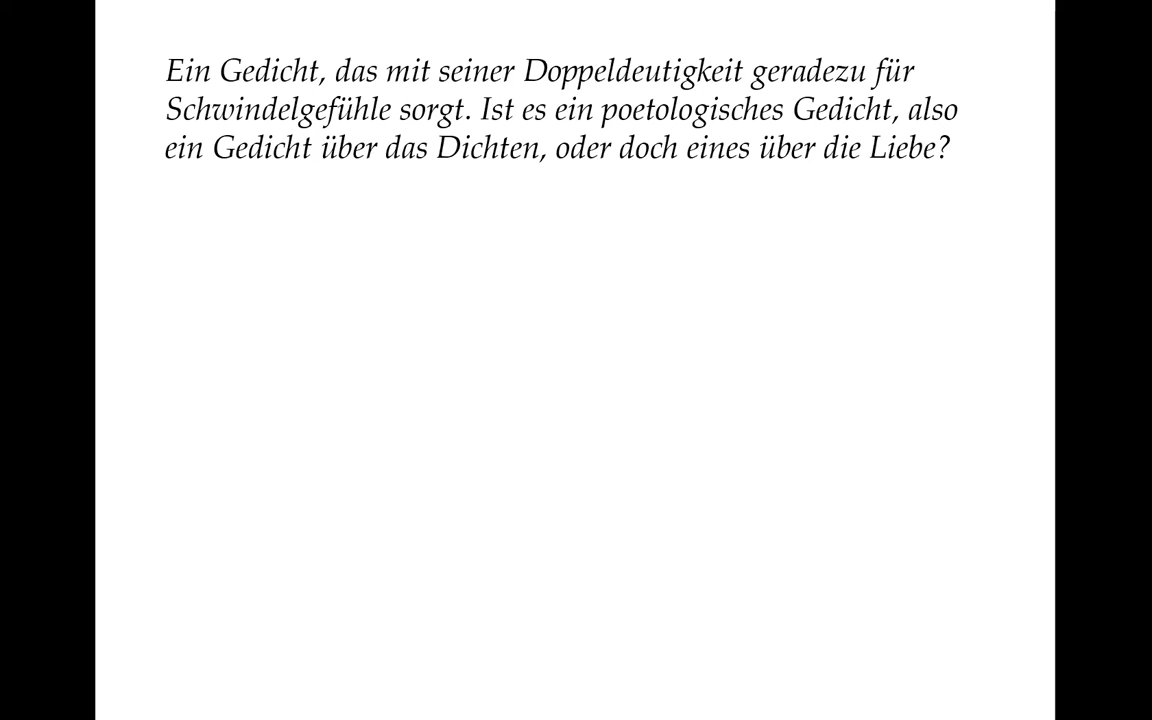 Ein Gedicht, das mit seiner Doppeldeutigkeit geradezu für
Schwindelgefühle sorgt. Ist es ein poetologisches Gedicht, also
ein Gedicht über das Dichten, oder doch eines über die Liebe?